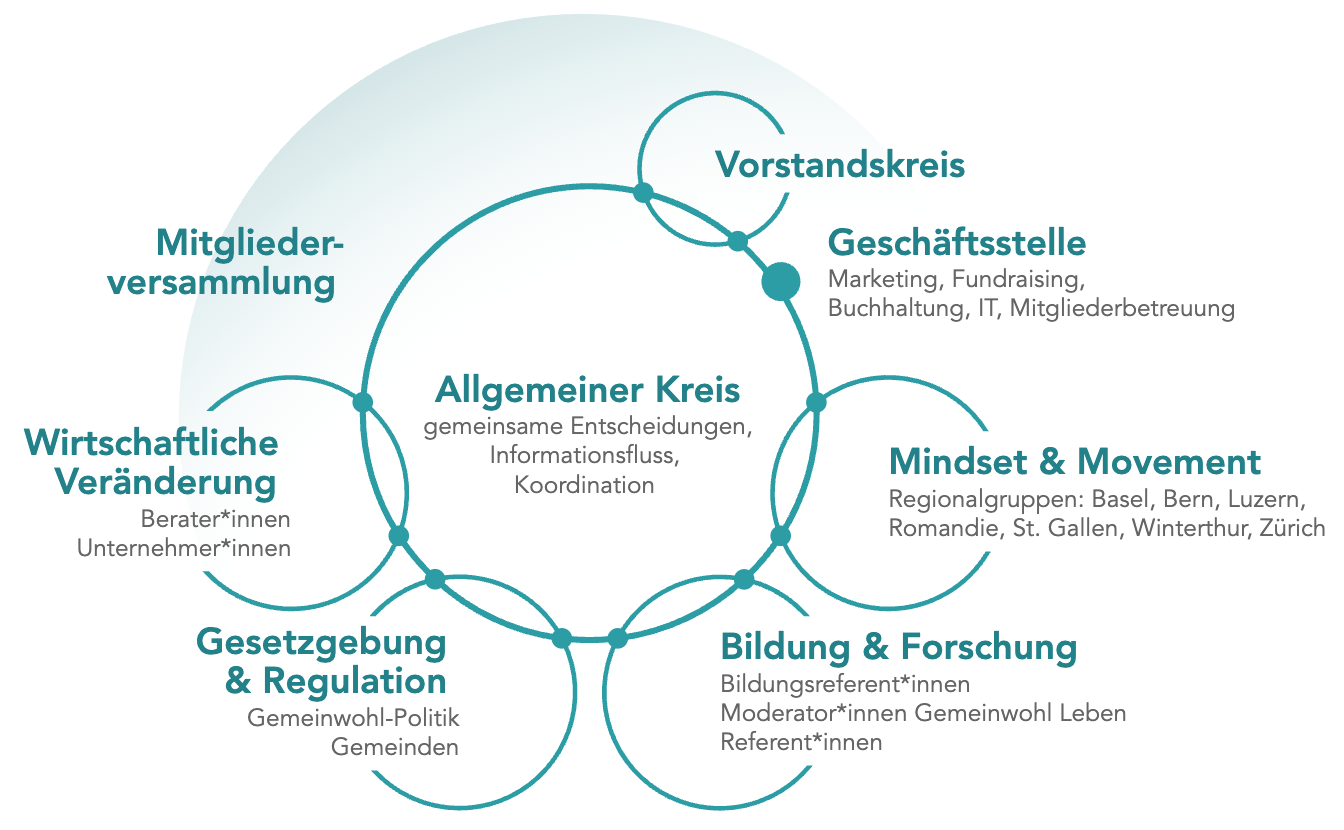 Vorstandskreis
Geschäftsstelle
Marketing, Fundraising,
Buchhaltung, IT, Mitgliederbetreuung
Mitglieder-
versammlung
Allgemeiner Kreis
gemeinsame Entscheidungen,
Informationsfluss,
Koordination
Wirtschaftliche
Veränderung
Berater*innen
Unternehmer*innen
Mindset & Movement
Regionalgruppen: Basel, Bern, Luzern,
Romandie, St. Gallen, Winterthur, Zürich
Gesetzgebung
& Regulation
Gemeinwohl-Politik
Gemeinden
Bildung & Forschung
Bildungsreferent*innen
Moderator*innen Gemeinwohl Leben
Referent*innen